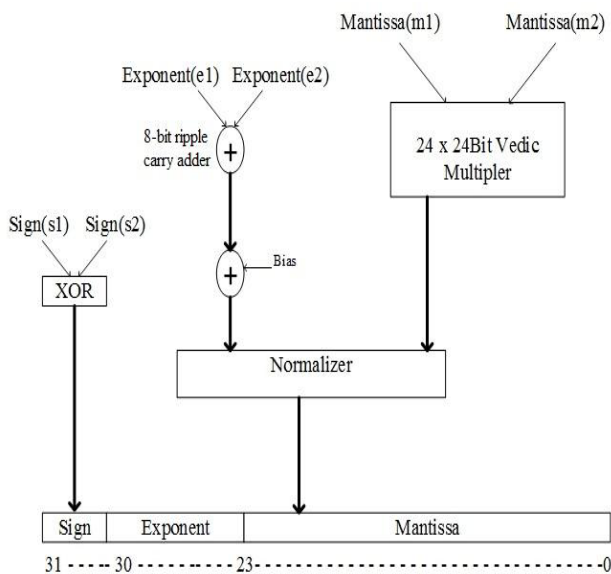 Mantissa(m1) Mantissa(m2)
Exponent(e1) Exponent(e2)
8-bit ripple
carry adder
+
24 x 24Bit Vedic
Multipler
Sign(s1) Sign(s2)
Bias
+
XOR
Normalizer
Sign Exponent Mantissa
31 ------ 30 ---------------- 23------------------------------------------0